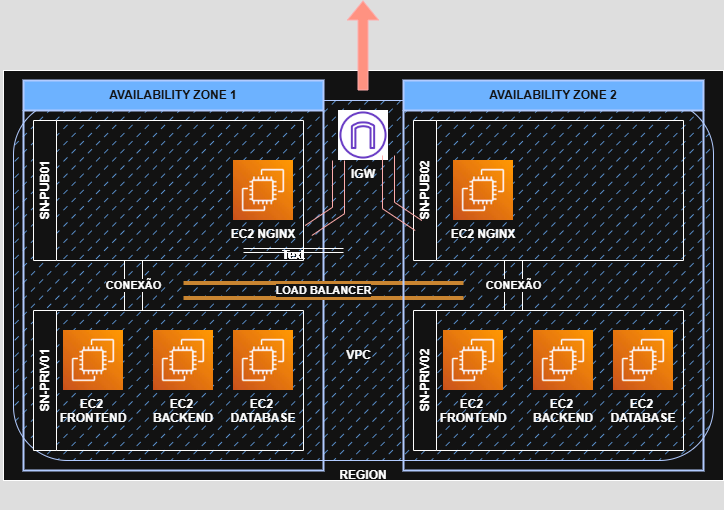 AVAILABILITY ZONE 1
AVAILABILITY ZONE 2
SN-PUB01
EC2 NGINX
IGW
SN-PUB02
EC2 NGINX
Text
CONEXÃO
LOAD BALANCER
CONEXÃO
SN-PRIV01
EC2
FRONTEND
EC2
BACKEND
EC2
DATABASE
VPC
SN-PRIV02
EC2
FRONTEND
EC2
BACKEND
EC2
DATABASE
REGION